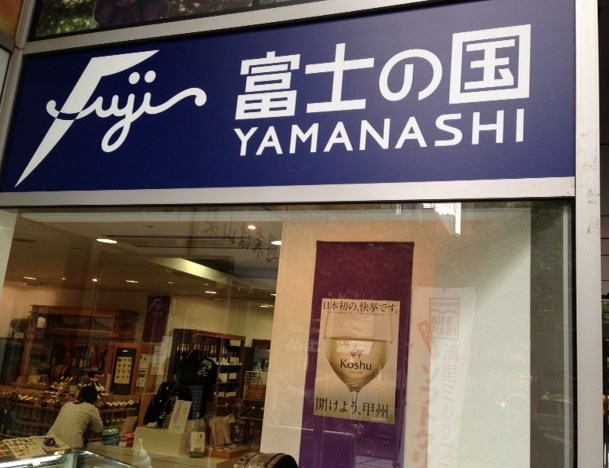 Fuji
富士の国
YAMANASHI
日本初の、快挙です。
Koshu
開けよう、甲州。